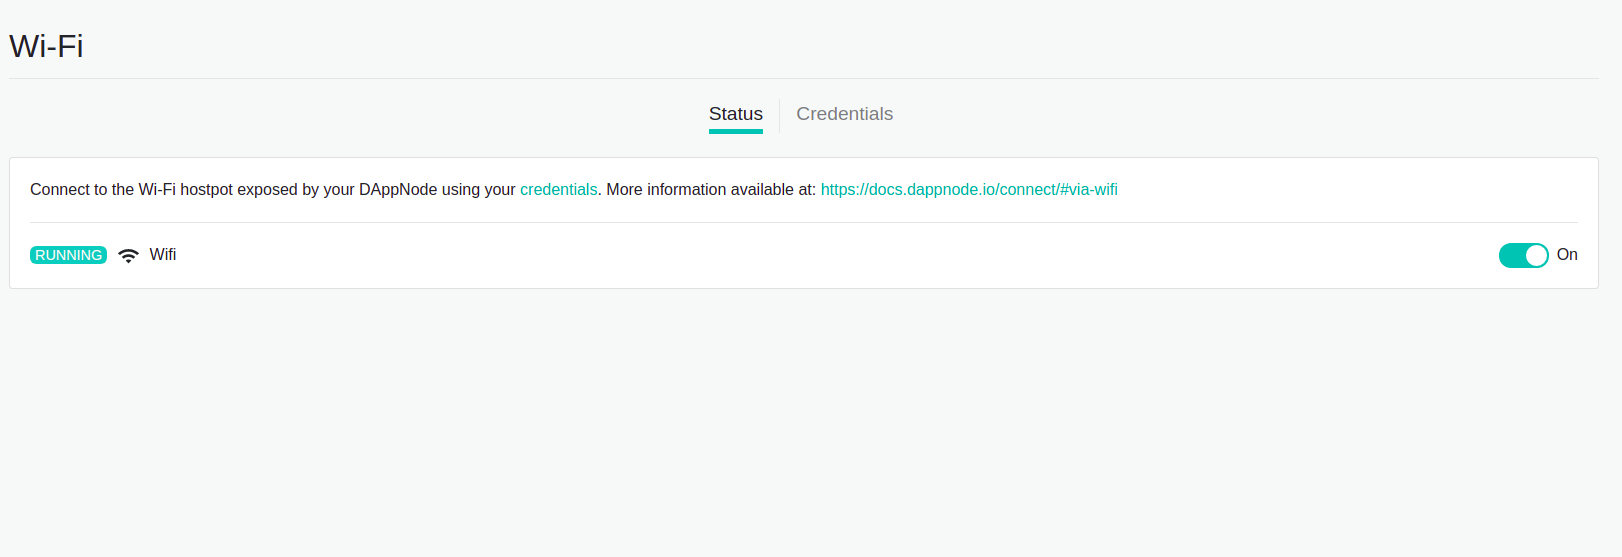 Wi-Fi
Status
Credentials
Connect to the Wi-Fi hostpot exposed by your DAppNode using your credentials. More information available at: https://docs.dappnode.io/connect/#via-wifi
RUNNING Wifi On